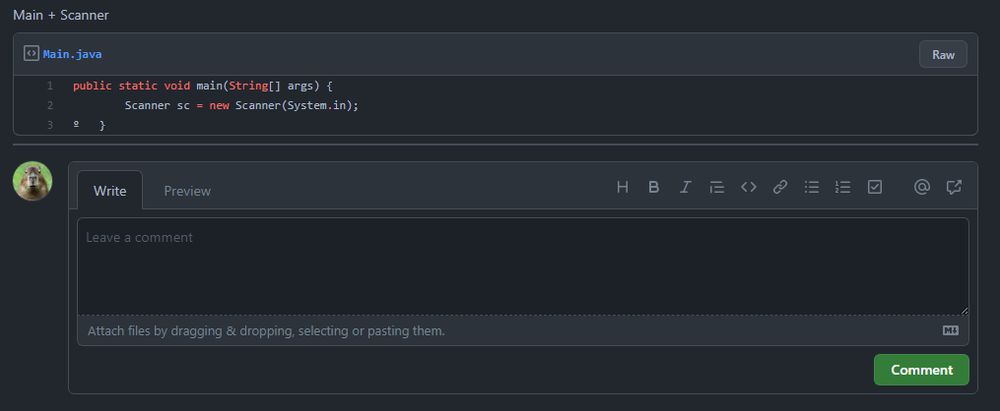 Main + Scanner
Main.java
Raw
1 public static void main(String[] args) {
2 Scanner sc = new Scanner(System.in);
3 º }
Write Preview
Leave a comment
Attach files by dragging & dropping, selecting or pasting them.
Comment